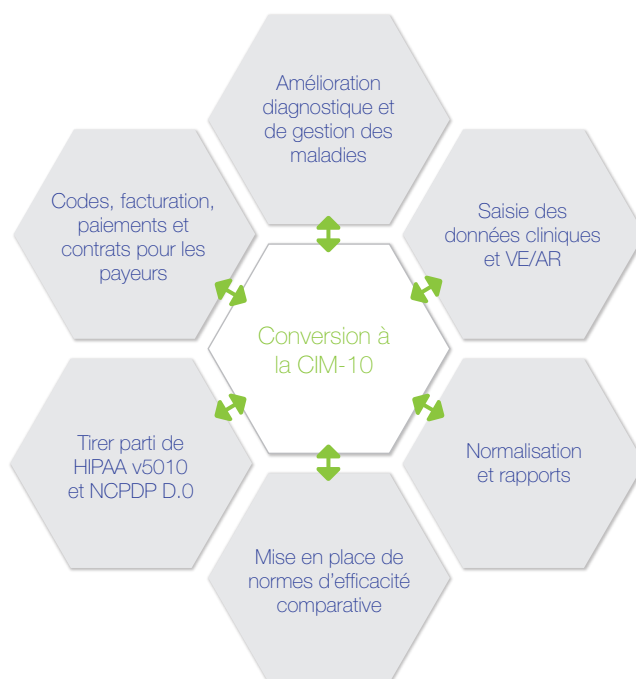 Amélioration
diagnostique et
de gestion des
maladies
Codes, facturation,
paiements et
contrats pour les
payeurs
Saisie des
données cliniques
et VE/AR
Conversion à
la CIM-10
Tirer parti de
HIPAA v5010
et NCPDP D.0
Normalisation
et rapports
Mise en place de
normes d'efficacité
comparative